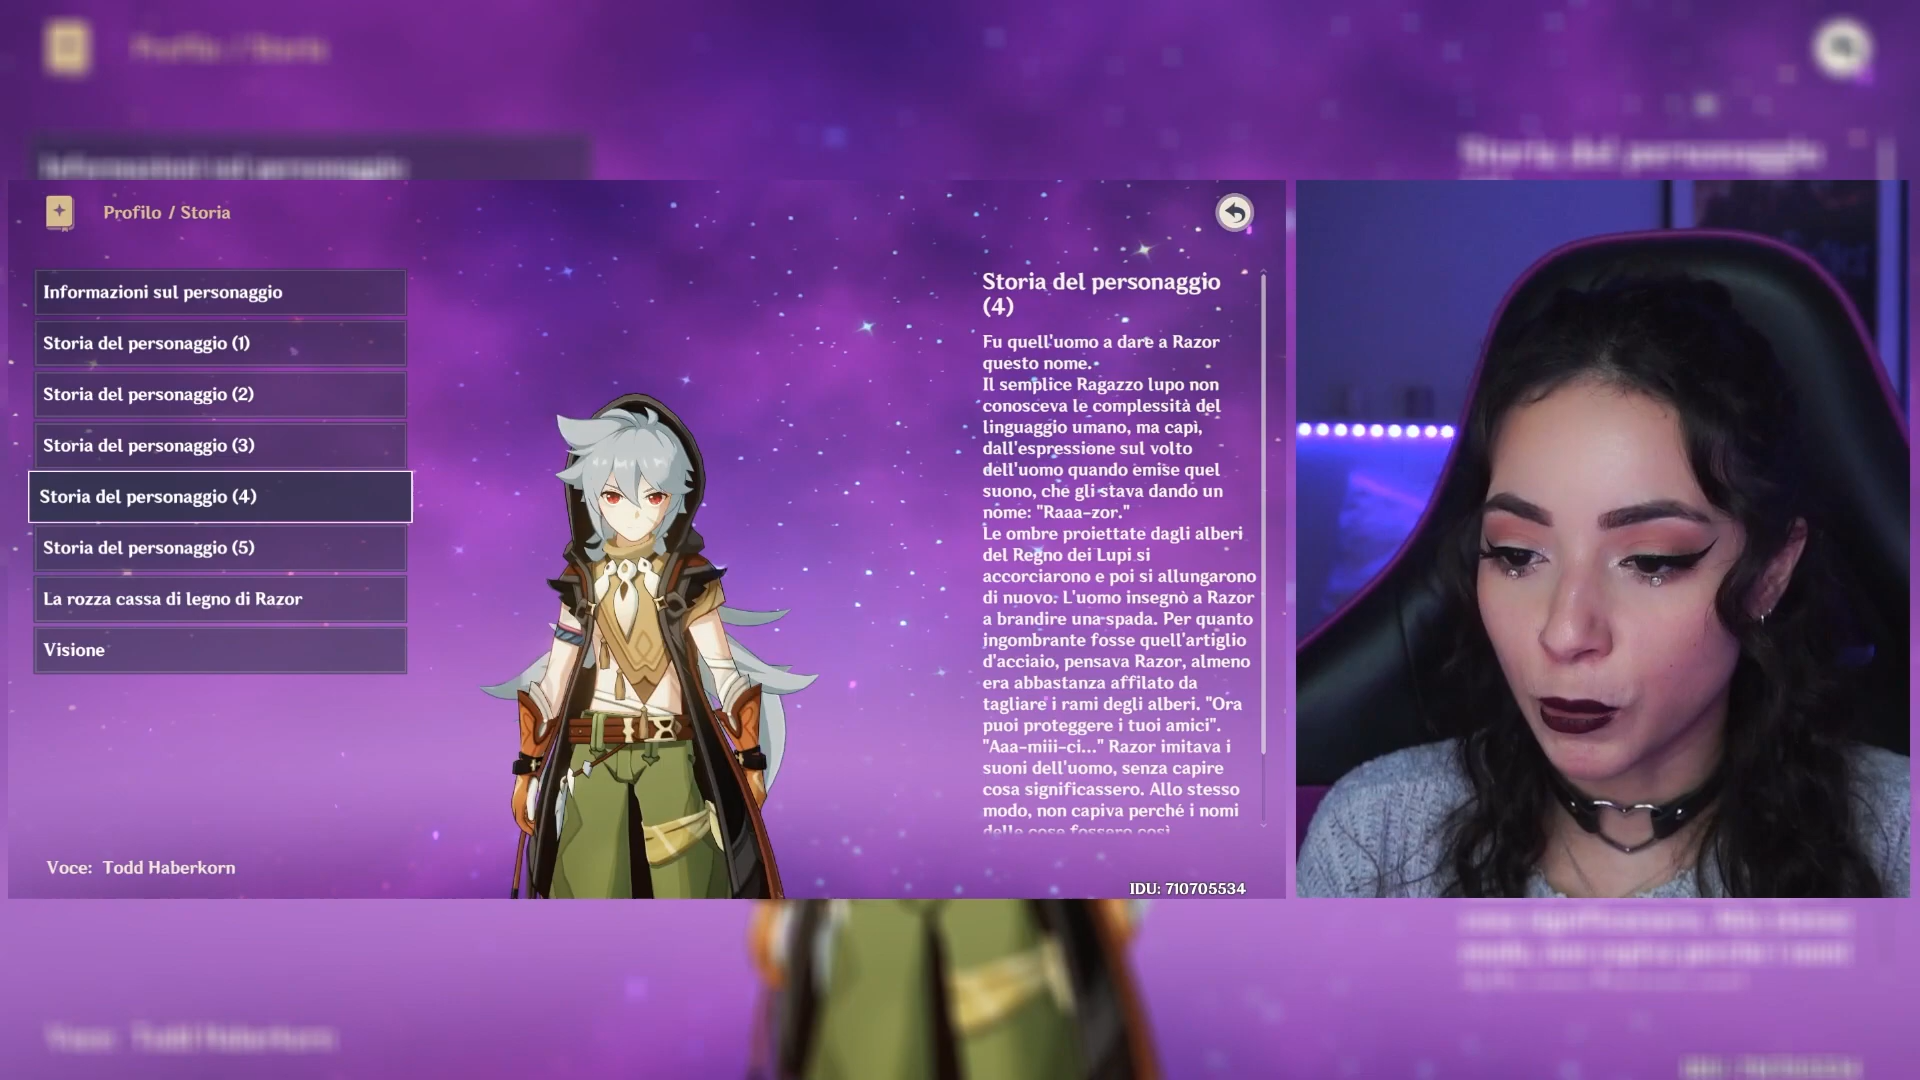 Profilo / Storia
Informazioni sul personaggio
Storia del personaggio (1)
Storia del personaggio (2)
Storia del personaggio (3)
Storia del personaggio (4)
Storia del personaggio (5)
La rozza cassa di legno di Razor
Visione
Voce: Todd Haberkorn
Storia del personaggio
(4)
Fu quell'uomo a dare a Razor
questo nome.
Il semplice Ragazzo lupo non
conosceva le complessità del
linguaggio umano, ma capì,
dall'espressione sul volto
dell'uomo quando emise quel
suono, che gli stava dando un
nome: "Raaa-zor."
Le ombre proiettate dagli alberi
del Regno dei Lupi si
accorciarono e poi si allungarono
di nuovo. L'uomo insegnò a Razor
a brandire una spada. Per quanto
ingombrante fosse quell'artiglio
d'acciaio, pensava Razor, almeno
era abbastanza affilato da
tagliare i rami degli alberi. "Ora
puoi proteggere i tuoi amici".
"Aaa-miii-ci..." Razor imitava i
suoni dell'uomo, senza capire
cosa significassero. Allo stesso
modo, non capiva perché i nomi
delle cose fossero così
IDU: 710705534